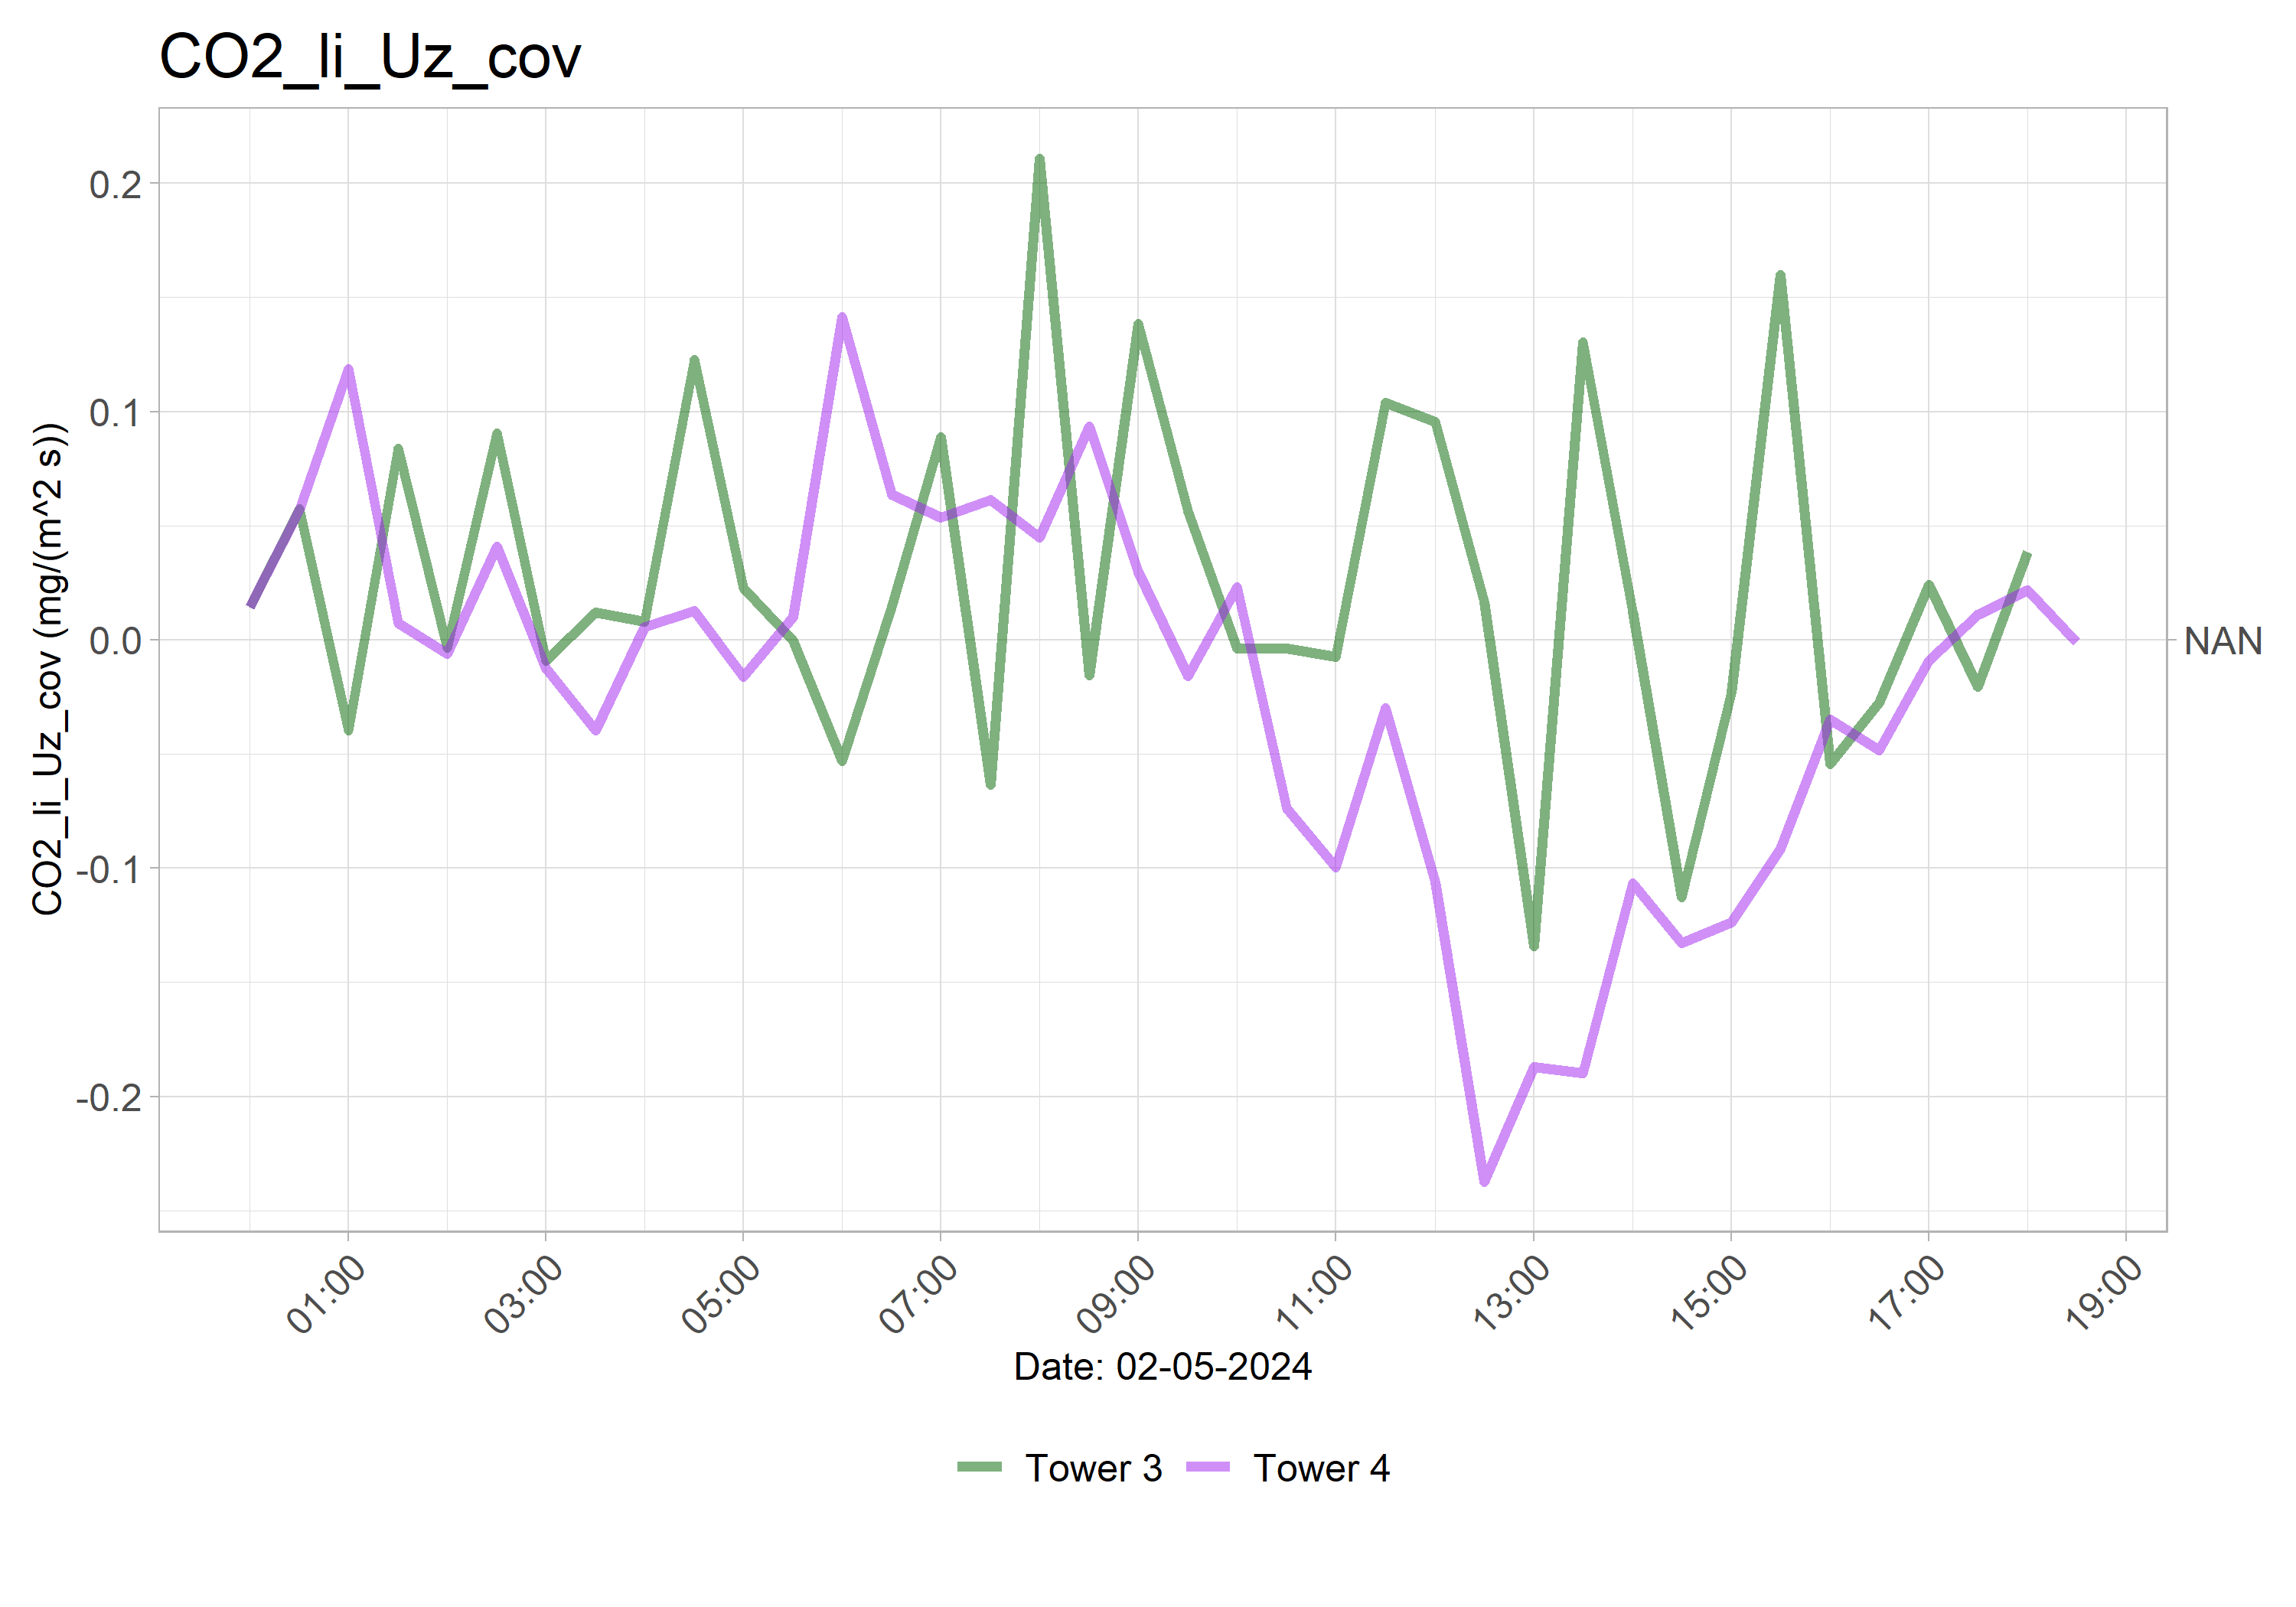 CO2_li_Uz_cov
CO2_li_Uz_cov (mg/(m^2 s))
0.2
0.1
0.0
-0.1
-0.2
NAN
01:00
03:00
05:00
07:00
09:00
11:00
13:00
15:00
17:00
19:00
Date: 02-05-2024
Tower 3
Tower 4